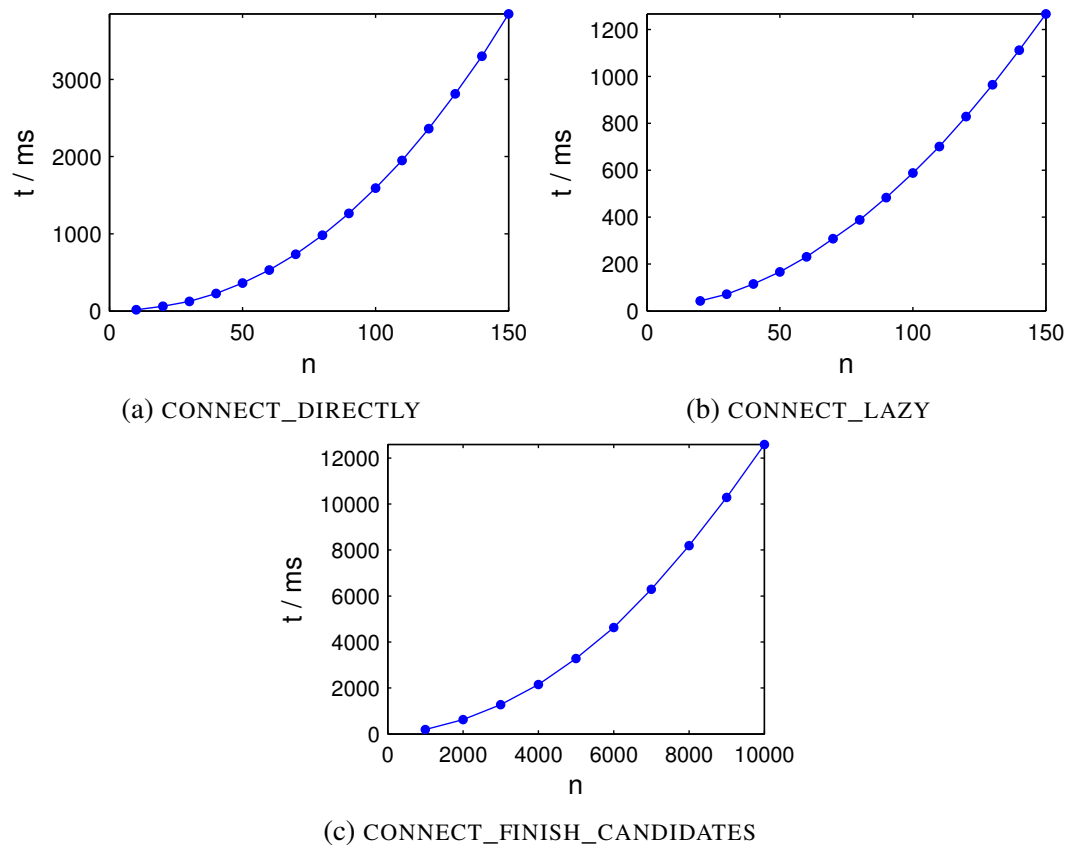 3000
2000
1000
0
t / ms
0 50 100 150
n
(a) CONNECT_DIRECTLY
1200
1000
800
600
400
200
0
t / ms
0 50 100 150
n
(b) CONNECT_LAZY
12000
10000
8000
6000
4000
2000
0
t / ms
0 2000 4000 6000 8000 10000
n
(c) CONNECT_FINISH_CANDIDATES